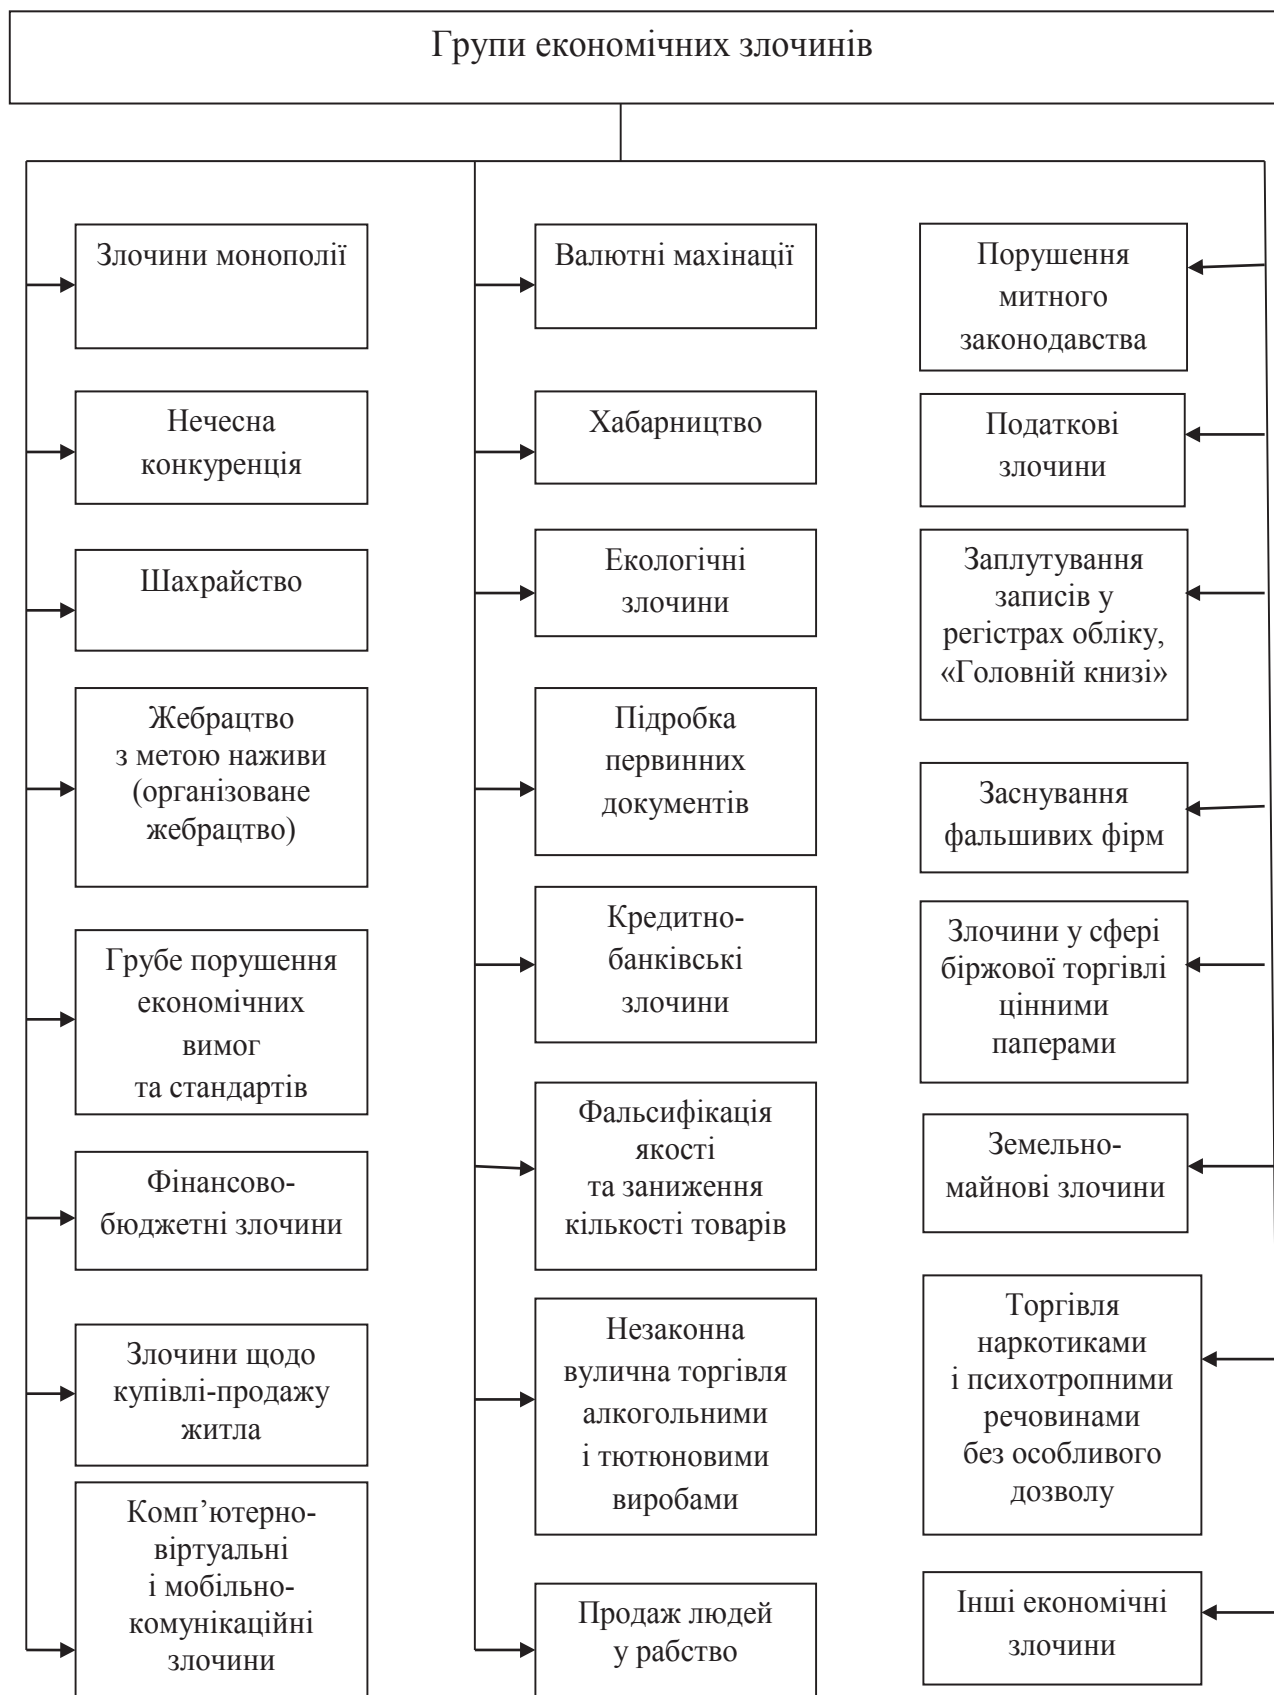 Групи економічних злочинів
Злочини монополії
Нечесна
конкуренція
Шахрайство
Жебрацтво
з метою наживи
(організоване
жебрацтво)
Грубе порушення
економічних
вимог
та стандартів
Фінансово-
бюджетні злочини
Злочини щодо
купівлі-продажу
житла
Комп’ютерно-
віртуальні
і мобільно-
комунікаційні
злочини
Валютні махінації
Хабарництво
Екологічні
злочини
Підробка
первинних
документів
Кредитно-
банківські
злочини
Фальсифікація
якості
та заниження
кількості товарів
Незаконна
вулична торгівля
алкогольними
і тютюновими
виробами
Продаж людей
у рабство
Порушення
митного
законодавства
Податкові
злочини
Заплутування
записів у
регістрах обліку,
«Головній книзі»
Заснування
фальшивих фірм
Злочини у сфері
біржової торгівлі
цінними
паперами
Земельно-
майнові злочини
Торгівля
наркотиками
і психотропними
речовинами
без особливого
дозволу
Інші економічні
злочини